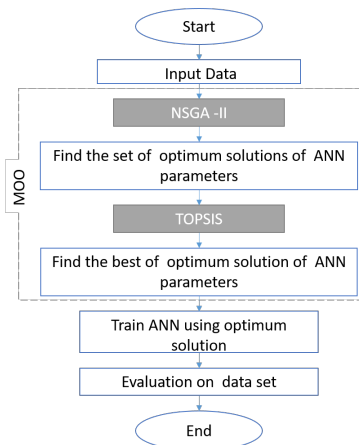 Start
Input Data
NSGA -II
Find the set of optimum solutions of ANN
parameters
MOO
TOPSIS
Find the best of optimum solution of ANN
parameters
Train ANN using optimum
solution
Evaluation on data set
End